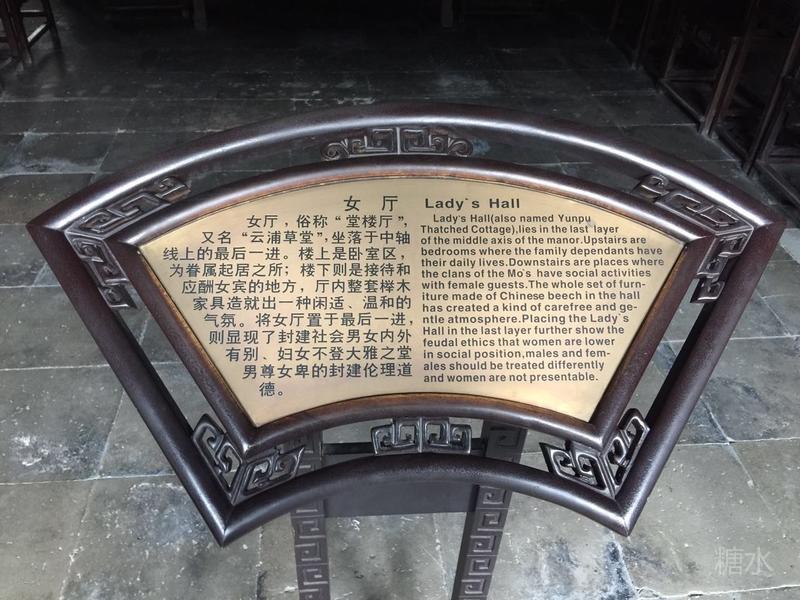 女厅 Lady`s Hall
女厅，俗称“堂楼厅”，
又名“云浦草堂”，坐落于中轴
线上的最后一进。楼上是卧室区，
为眷属起居之所；楼下则是接待和
应酬女宾的地方，厅内整套榉木
家具造就出一种闲适、温和的
气氛。将女厅置于最后一进，
则显现了封建社会男女内外
有别、妇女不登大雅之堂
男尊女卑的封建伦理道
德。
Lady's Hall(also named Yunpu
Thatched Cottage),lies in the last layer
of the middle axis of the manor.Upstairs are
bedrooms where the family dependants have
their daily lives.Downstairs are places where
the clans of the Mo`s have social activities
with female guests.The whole set of furn-
iture made of Chinese beech in the hall
has created a kind of carefree and ge-
ntle atmosphere.Placing the Lady`s
Hall in the last layer further show the
feudal ethics that women are lower
in social position,males and fem-
ales should be treated differently
and women are not presentable.
糖水